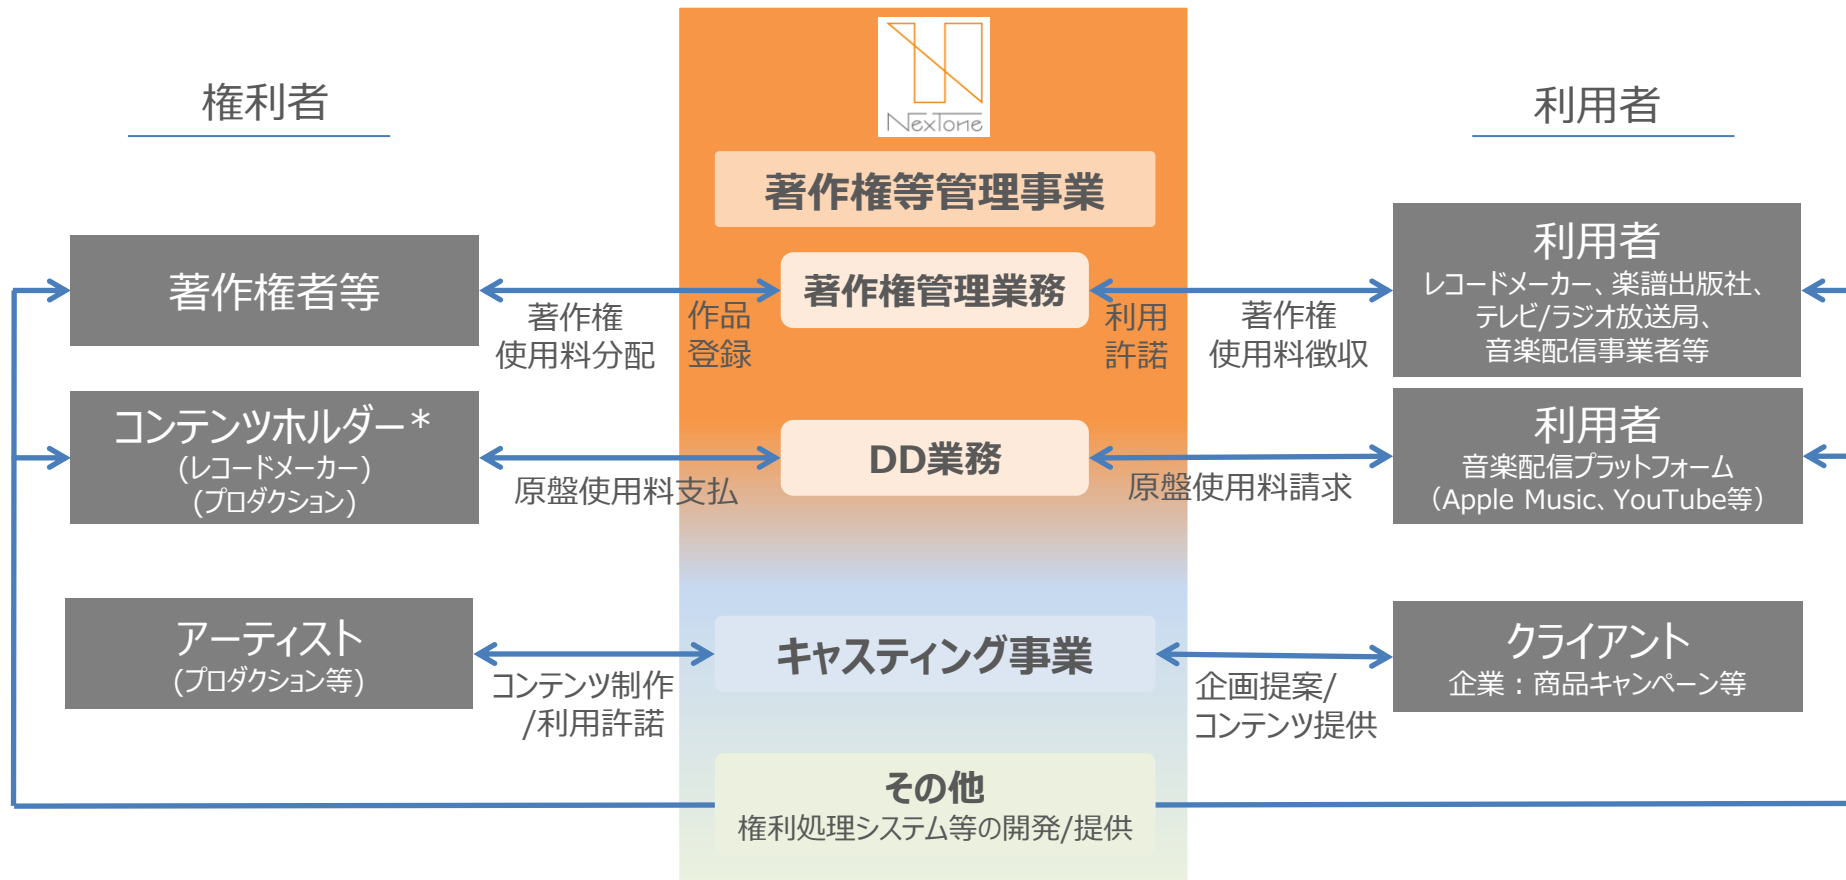 権利者
NexTone
利用者
著作権等管理事業
著作権者等
著作権
使用料分配
作品
登録
著作権管理業務
利用
許諾
著作権
使用料徴収
利用者
レコードメーカー、楽譜出版社、
テレビ/ラジオ放送局、
音楽配信事業者等
コンテンツホルダー*
(レコードメーカー)
(プロダクション)
原盤使用料支払
DD業務
原盤使用料請求
利用者
音楽配信プラットフォーム
（Apple Music、YouTube等）
アーティスト
(プロダクション等)
コンテンツ制作
/利用許諾
キャスティング事業
企画提案/
コンテンツ提供
クライアント
企業：商品キャンペーン等
その他
権利処理システム等の開発/提供